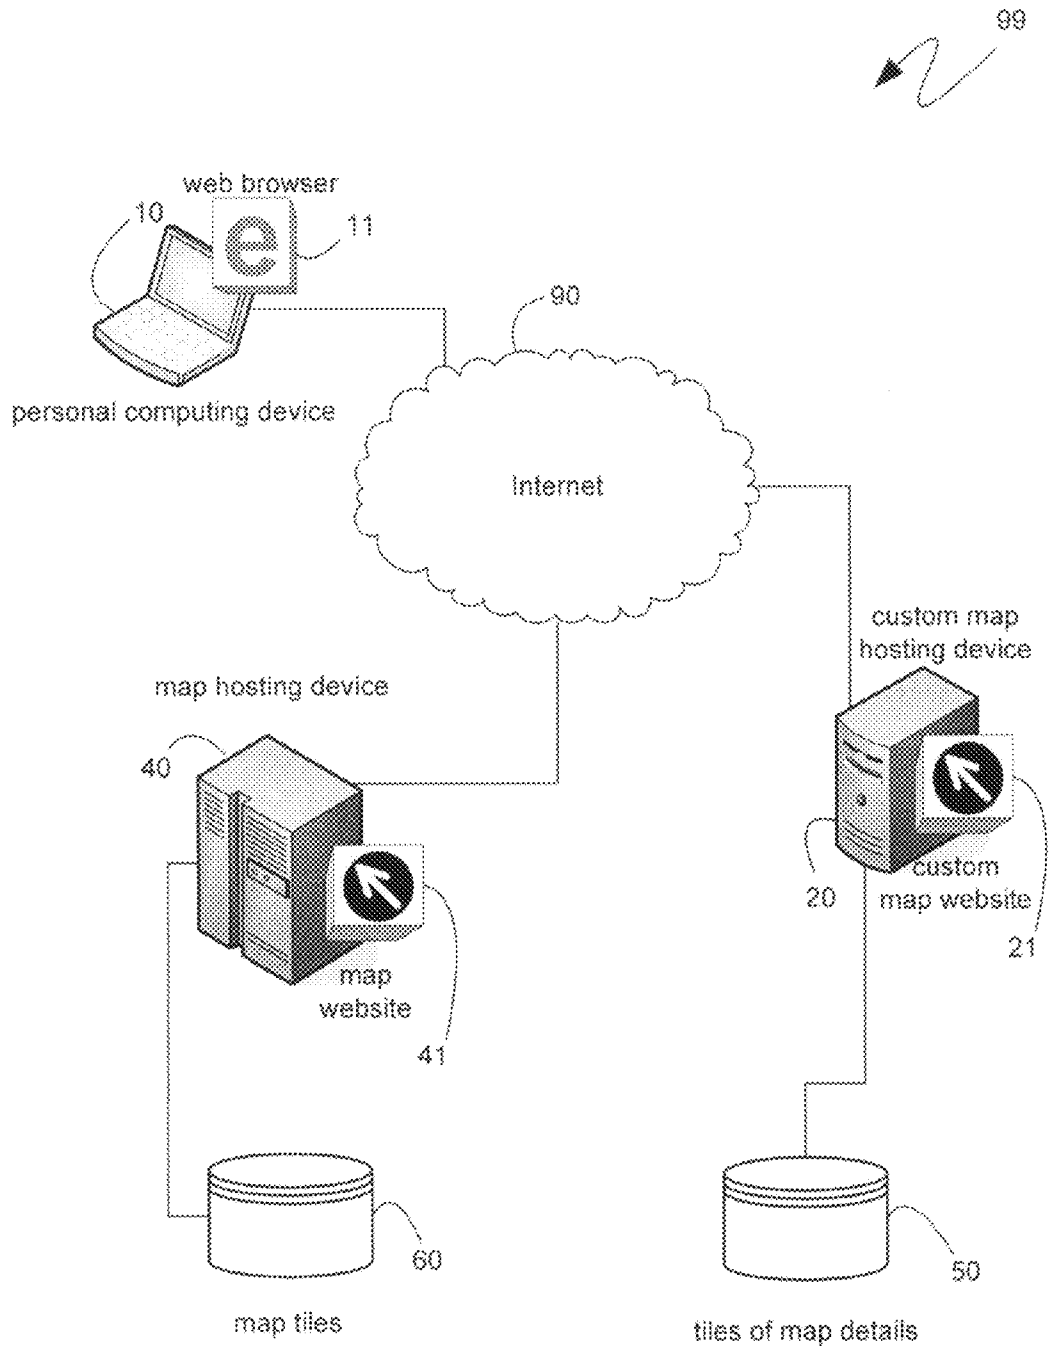 99
web browser
10
e
11
90
personal computing device
Internet
custom map
hosting device
map hosting device
40
20
custom
map website
21
map
website
41
60
50
map tiles
tiles of map details